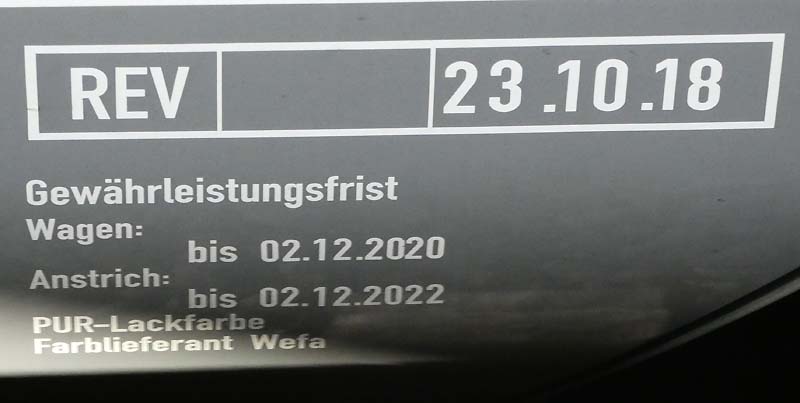 REV 23.10.18
Gewährleistungsfrist
Wagen:
bis 02.12.2020
Anstrich:
bis 02.12.2022
PUR-Lackfarbe
Farblieferant Wefa